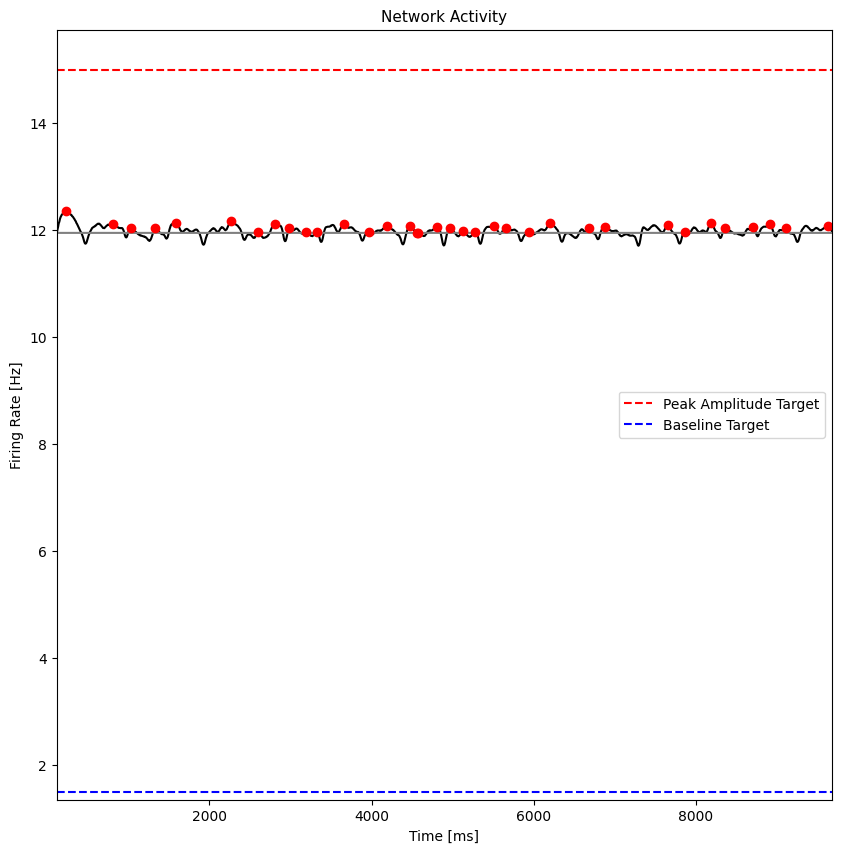 Network Activity
Firing Rate [Hz]
14
12
10
8
6
4
2
Peak Amplitude Target
Baseline Target
2000 4000 6000 8000
Time [ms]